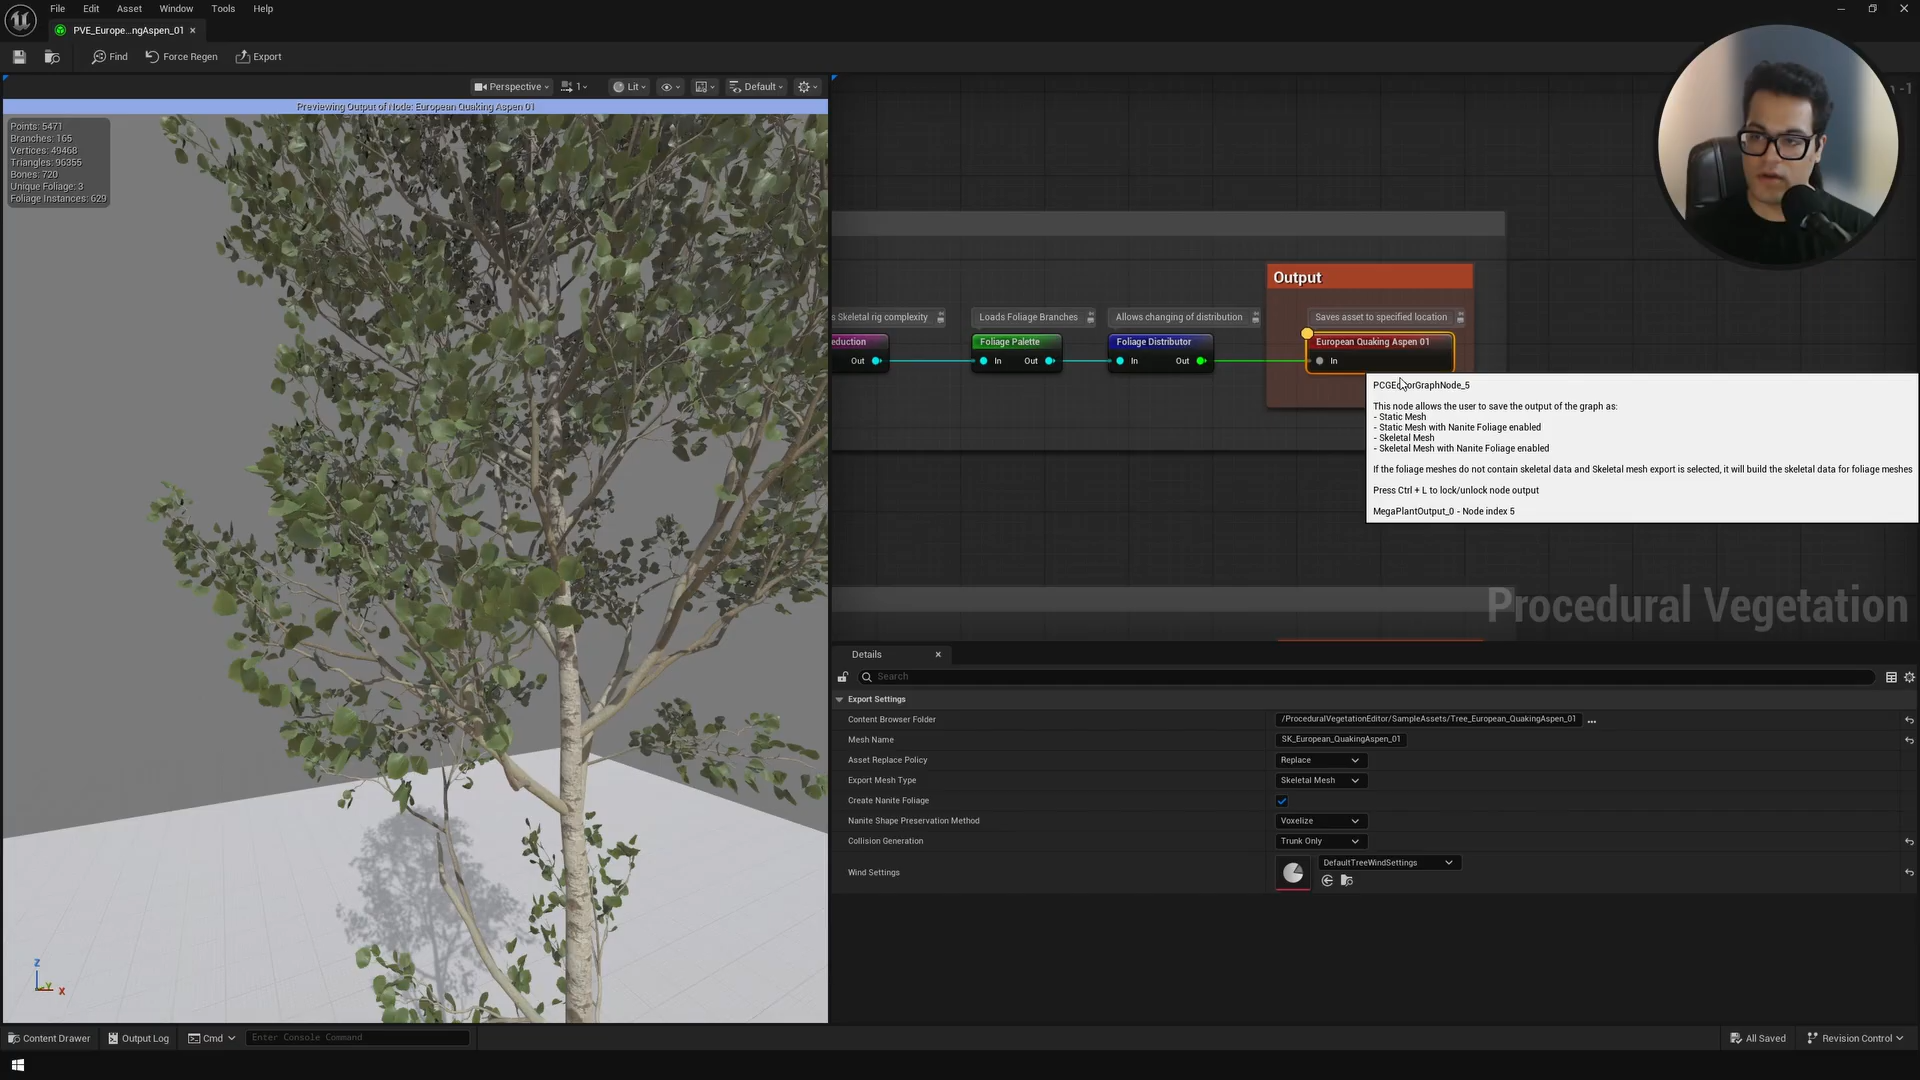 File Edit Asset Window Tools Help
PVE_Europe...ngAspen_01
Find Force Regen Export
Perspective 1 Lit Default
Previewing Output of Node: European Quaking Aspen 01
Points: 5471
Branches: 165
Vertices: 49468
Triangles: 96355
Bones: 720
Unique Foliage: 3
Foliage Instances: 629
Output
s Skeletal rig complexity Loads Foliage Branches Allows changing of distribution Saves asset to specified location
eduction Foliage Palette Foliage Distributor European Quaking Aspen 01
Out In Out In Out In
PCGEditorGraphNode_5
This node allows the user to save the output of the graph as:
- Static Mesh
- Static Mesh with Nanite Foliage enabled
- Skeletal Mesh
- Skeletal Mesh with Nanite Foliage enabled
If the foliage meshes do not contain skeletal data and Skeletal mesh export is selected, it will build the skeletal data for foliage meshes
Press Ctrl + L to lock/unlock node output
MegaPlantOutput_0 - Node index 5
Procedural Vegetation
Details
Search
Export Settings
Content Browser Folder /ProceduralVegetationEditor/SampleAssets/Tree_European_QuakingAspen_01
Mesh Name SK_European_QuakingAspen_01
Asset Replace Policy Replace
Export Mesh Type Skeletal Mesh
Create Nanite Foliage
Nanite Shape Preservation Method Voxelize
Collision Generation Trunk Only
Wind Settings DefaultTreeWindSettings
Z
Y
X
Content Drawer Output Log Cmd Enter Console Command All Saved Revision Control